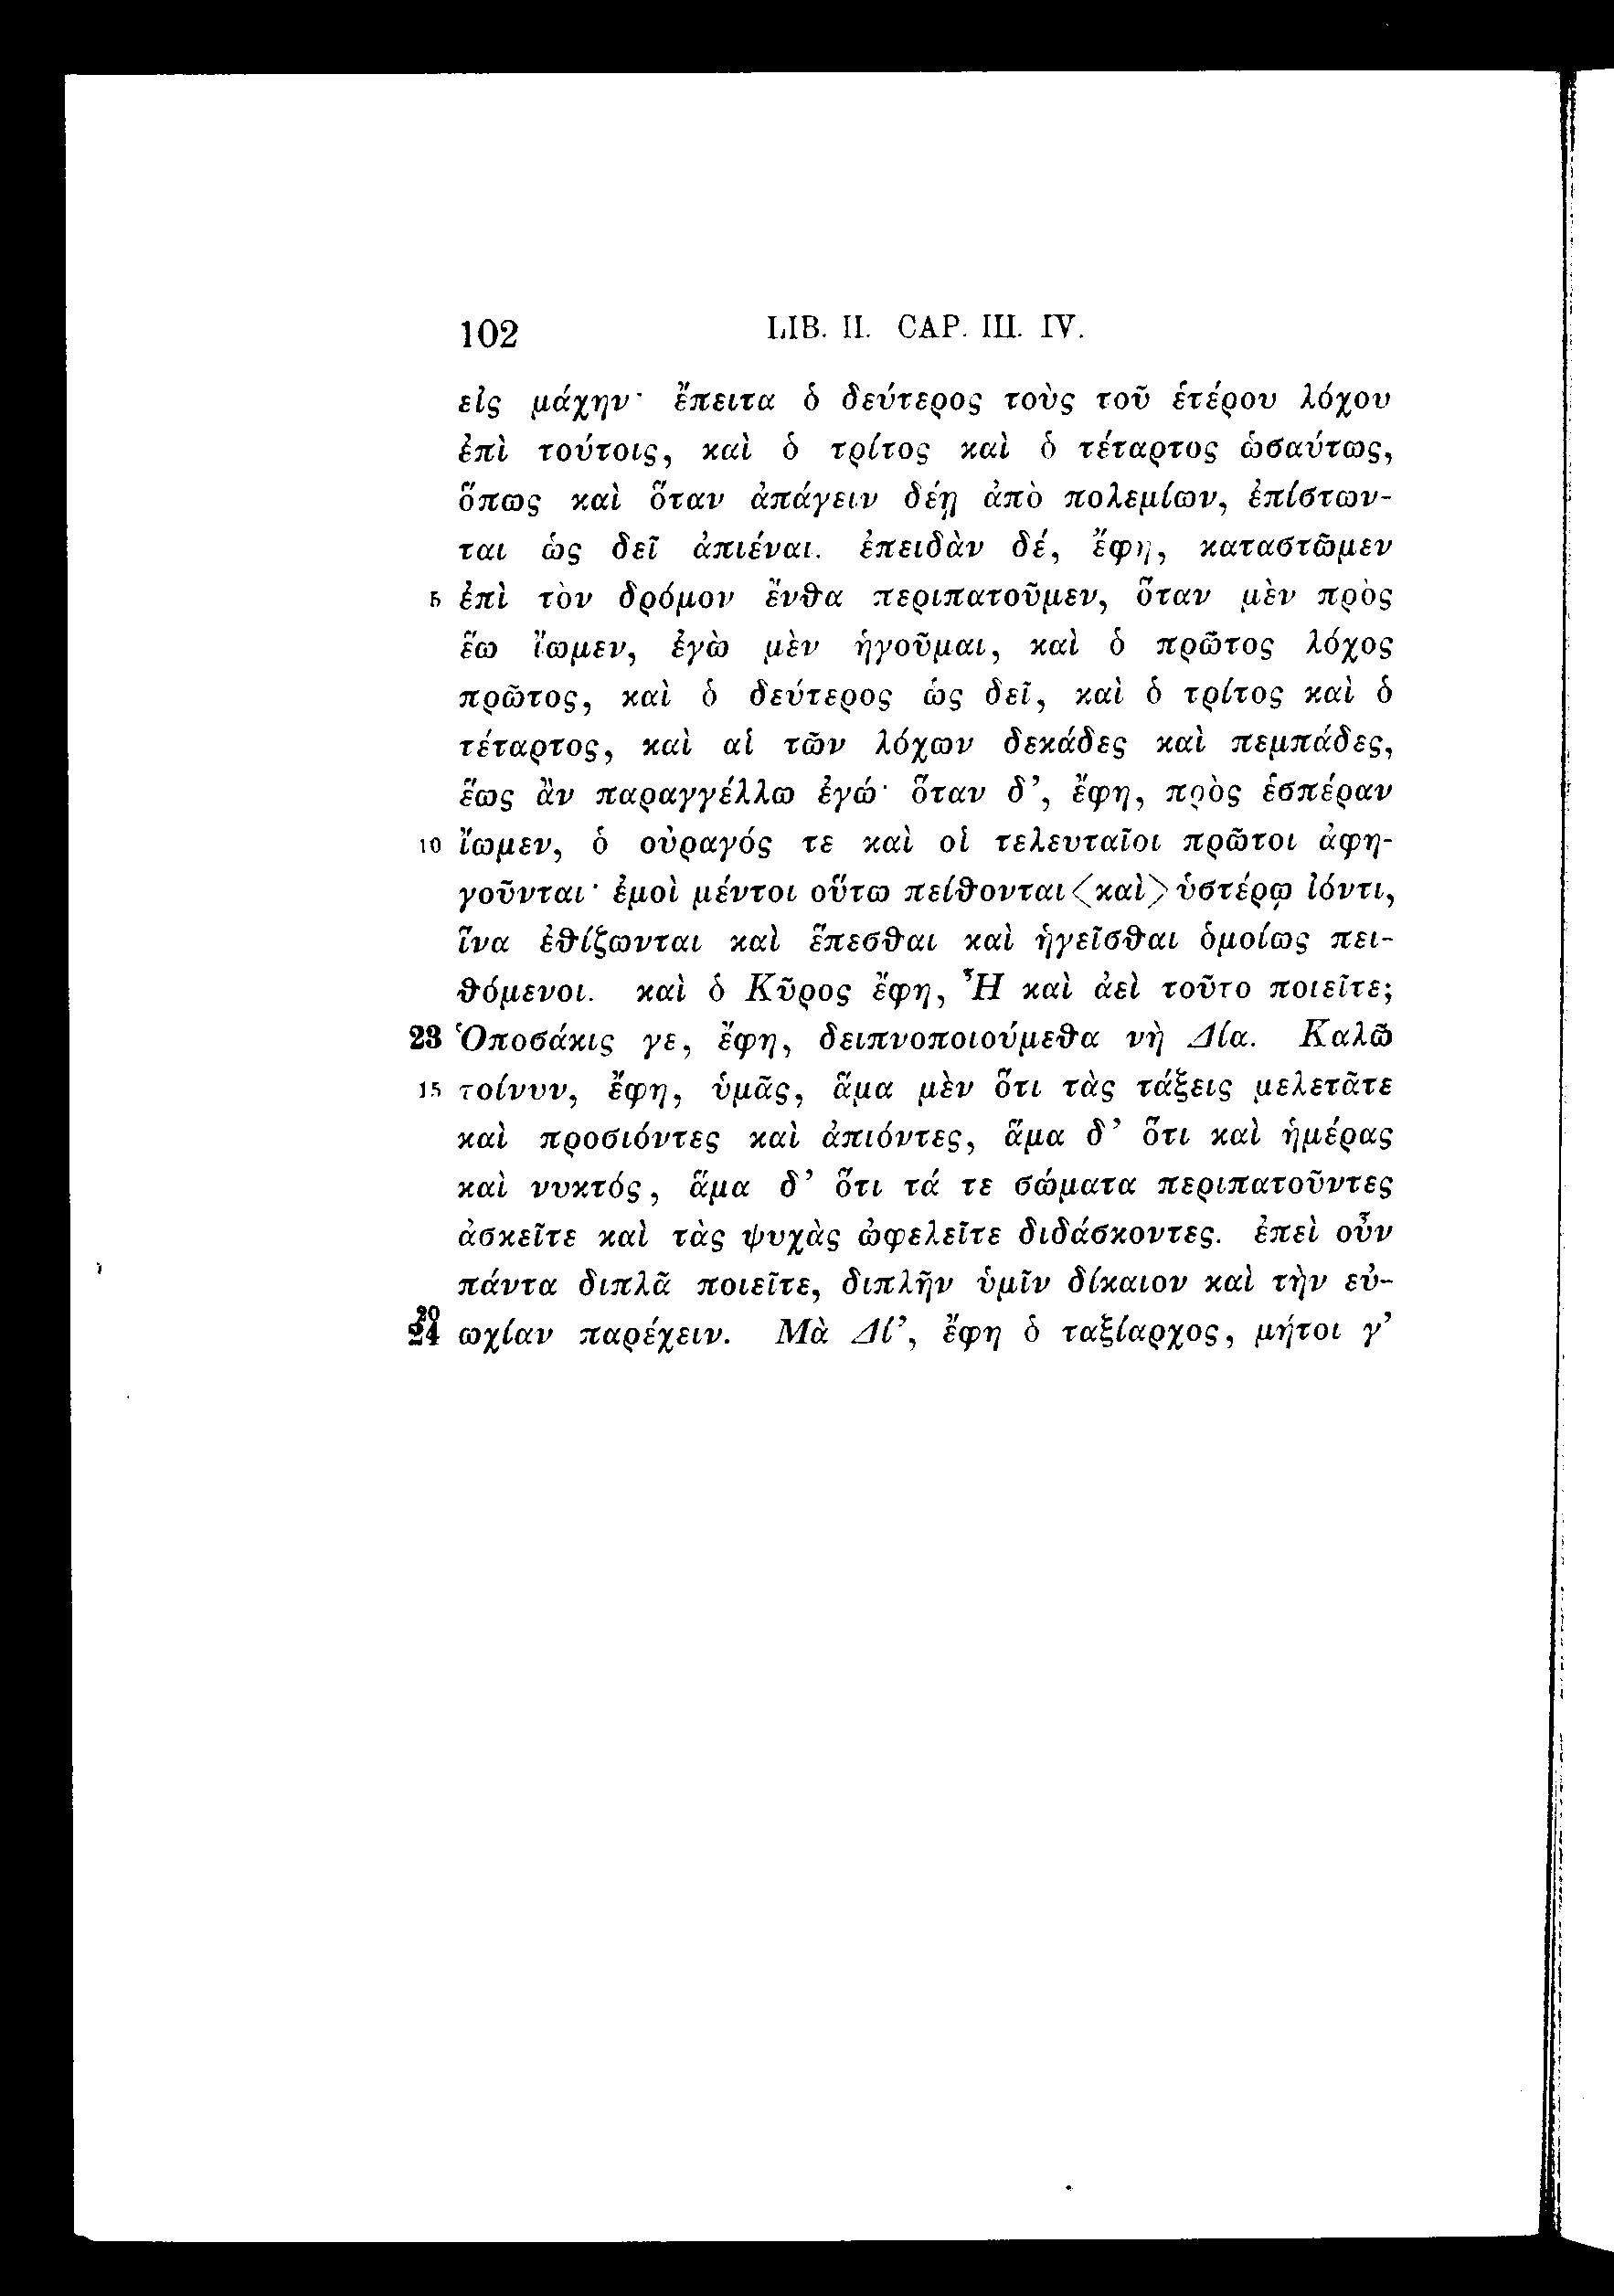 102 LIB. II. CAP. III. IV.
εἰς μάχην· ἔπειτα ὁ δεύτερος τοὺς τοῦ ἑτέρου λόχου
ἐπὶ τούτοις, καὶ ὁ τρίτος καὶ ὁ τέταρτος ὡσαύτως,
ὅπως καὶ ὅταν ἀπάγειν δέῃ ἀπὸ πολεμίων, ἐπίστων-
ται ὡς δεῖ ἀπιέναι. ἐπειδὰν δέ, ἔφη, καταστῶμεν
5 ἐπὶ τὸν δρόμον ἔνθα περιπατοῦμεν, ὅταν μὲν πρὸς
ἕω ἴωμεν, ἐγὼ μὲν ἡγοῦμαι, καὶ ὁ πρῶτος λόχος
πρῶτος, καὶ ὁ δεύτερος ὡς δεῖ, καὶ ὁ τρίτος καὶ ὁ
τέταρτος, καὶ αἱ τῶν λόχων δεκάδες καὶ πεμπάδες,
ἕως ἂν παραγγέλλω ἐγώ· ὅταν δ’, ἔφη, πρὸς ἑσπέραν
10 ἴωμεν, ὁ οὐραγός τε καὶ οἱ τελευταῖοι πρῶτοι ἀφη-
γοῦνται· ἐμοὶ μέντοι οὕτω πείθονται <καὶ> ὑστέρῳ ἰόντι,
ἵνα ἐθίζωνται καὶ ἕπεσθαι καὶ ἡγεῖσθαι ὁμοίως πει-
θόμενοι. καὶ ὁ Κῦρος ἔφη, Ἦ καὶ ἀεὶ τοῦτο ποιεῖτε;
23 Ὁποσάκις γε, ἔφη, δειπνοποιούμεθα νὴ Δία. Καλῶ
15 τοίνυν, ἔφη, ὑμᾶς, ἅμα μὲν ὅτι τὰς τάξεις μελετᾶτε
καὶ προσιόντες καὶ ἀπιόντες, ἅμα δ’ ὅτι καὶ ἡμέρας
καὶ νυκτός, ἅμα δ’ ὅτι τά τε σώματα περιπατοῦντες
ἀσκεῖτε καὶ τὰς ψυχὰς ὠφελεῖτε διδάσκοντες. ἐπεὶ οὖν
πάντα διπλᾶ ποιεῖτε, διπλῆν ὑμῖν δίκαιον καὶ τὴν εὐ-
20 24 ωχίαν παρέχειν. Μὰ Δί’, ἔφη ὁ ταξίαρχος, μήτοι γ’